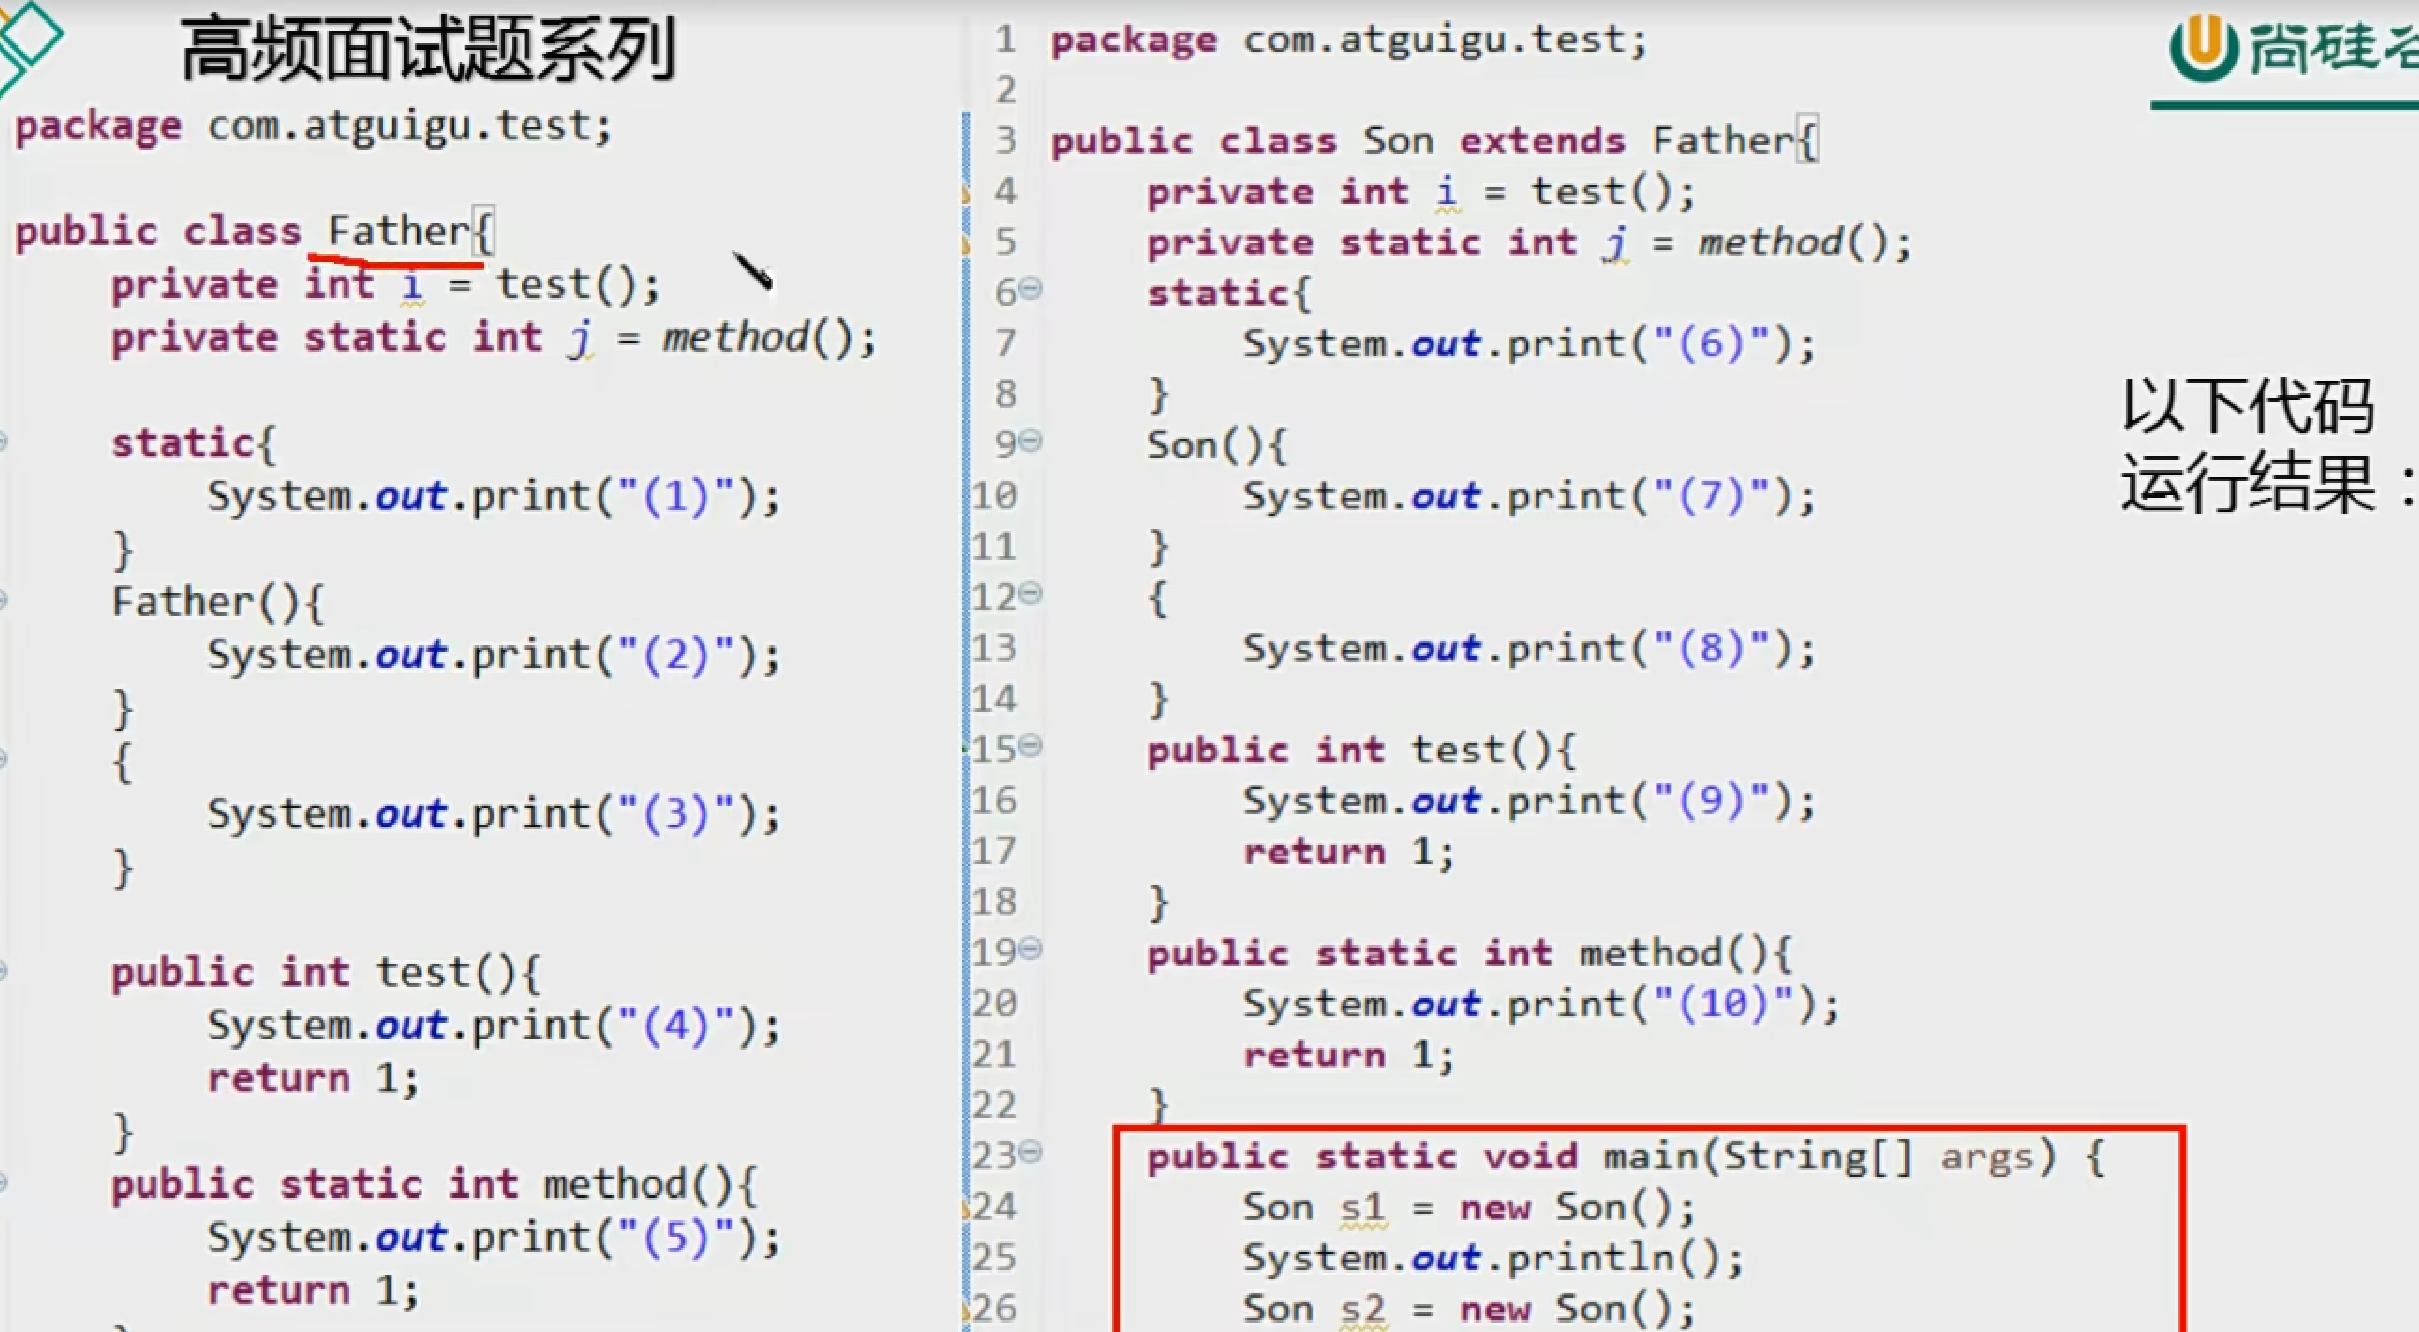 高频面试题系列
package com.atguigu.test;
public class Father{
    private int i = test();
    private static int j = method();
    static{
        System.out.print("(1)");
    }
    Father(){
        System.out.print("(2)");
    }
    {
        System.out.print("(3)");
    }
    public int test(){
        System.out.print("(4)");
        return 1;
    }
    public static int method(){
        System.out.print("(5)");
        return 1;
1 package com.atguigu.test;
2
3 public class Son extends Father{
4     private int i = test();
5     private static int j = method();
6     static{
7         System.out.print("(6)");
8     }
9     Son(){
10         System.out.print("(7)");
11     }
12     {
13         System.out.print("(8)");
14     }
15     public int test(){
16         System.out.print("(9)");
17         return 1;
18     }
19     public static int method(){
20         System.out.print("(10)");
21         return 1;
22     }
23     public static void main(String[] args) {
24         Son s1 = new Son();
25         System.out.println();
26         Son s2 = new Son();
尚硅谷
以下代码
运行结果：